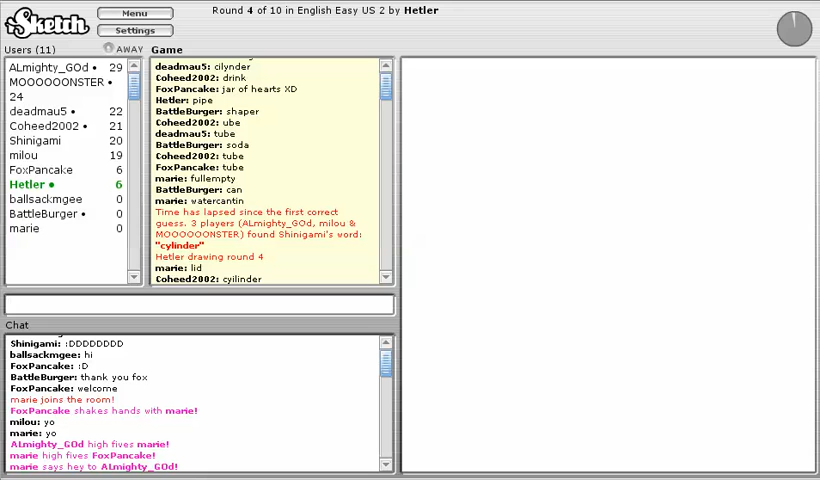 iSketch
Menu
Settings
Round 4 of 10 in English Easy US 2 by Hetler
Users (11)
AWAY
ALmighty_GOd • 29
MOOOOONSTER •
24
deadmau5 • 22
Coheed2002 • 21
Shinigami 20
milou 19
FoxPancake 6
Hetler • 6
ballsackmgee 0
BattleBurger • 0
marie 0
Game
deadmau5: cilynder
Coheed2002: drink
FoxPancake: jar of hearts XD
Hetler: pipe
BattleBurger: shaper
Coheed2002: ube
deadmau5: tube
BattleBurger: soda
Coheed2002: tube
FoxPancake: tube
marie: fullempty
BattleBurger: can
marie: watercantin
Time has lapsed since the first correct
guess. 3 players (ALmighty_GOd, milou &
MOOOOONSTER) found Shinigami's word:
"cylinder"
Hetler drawing round 4
marie: lid
Coheed2002: cyilinder
Chat
Shinigami: :DDDDDDDD
ballsackmgee: hi
FoxPancake: :D
BattleBurger: thank you fox
FoxPancake: welcome
marie joins the room!
FoxPancake shakes hands with marie!
milou: yo
marie: yo
ALmighty_GOd high fives marie!
marie high fives FoxPancake!
marie says hey to ALmighty_GOd!